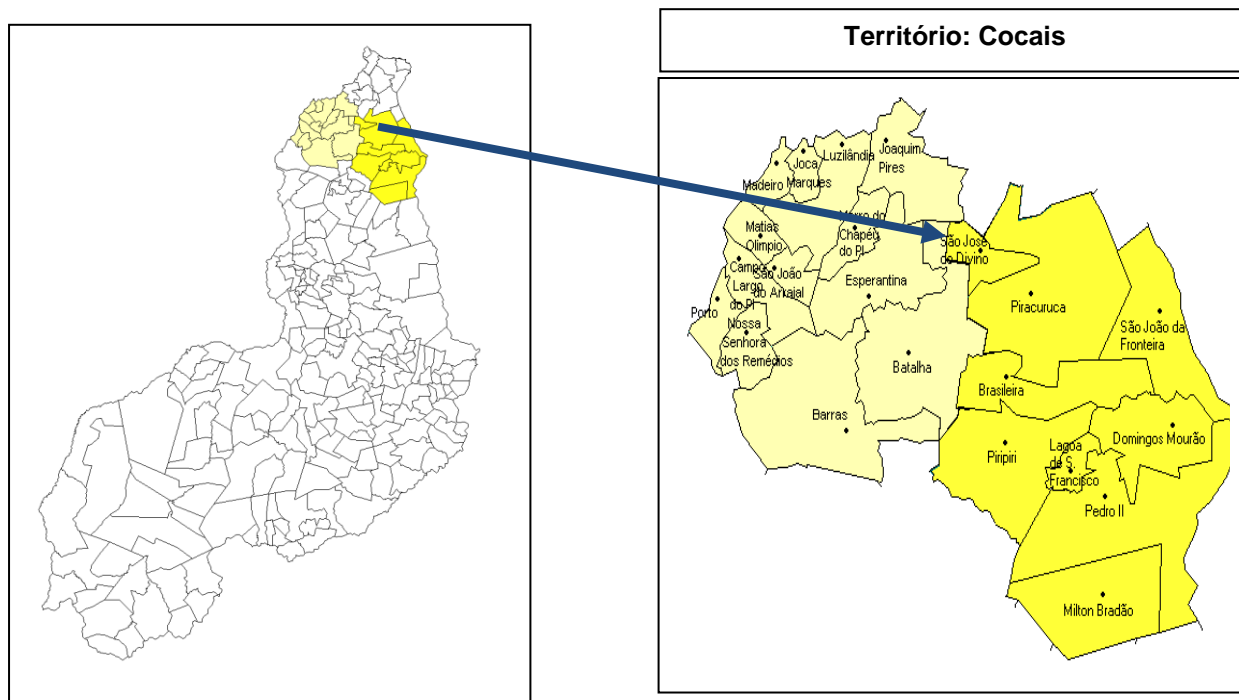 Território: Cocais
Joaquim
Pires
Luzilândia
Joca
Marques
Madeiro
Morro do
Chapéu
do PI
Matias
Olimpio
São José
do Divino
Campo
Largo
do PI
São João
do Arraial
Esperantina
Porto
Piracuruca
São João da
Fronteira
Nossa
Senhora
dos Remédios
Batalha
Brasileira
Barras
Piripiri
Lagoa
de S.
Francisco
Domingos Mourão
Pedro II
Milton Bradão